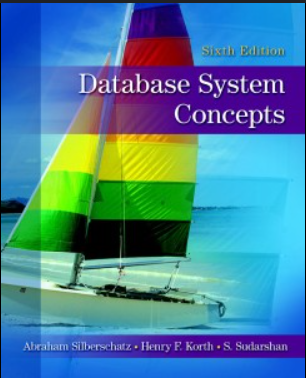 Sixth Edition
Database System
Concepts
Abraham Silberschatz • Henry F. Korth • S. Sudarshan